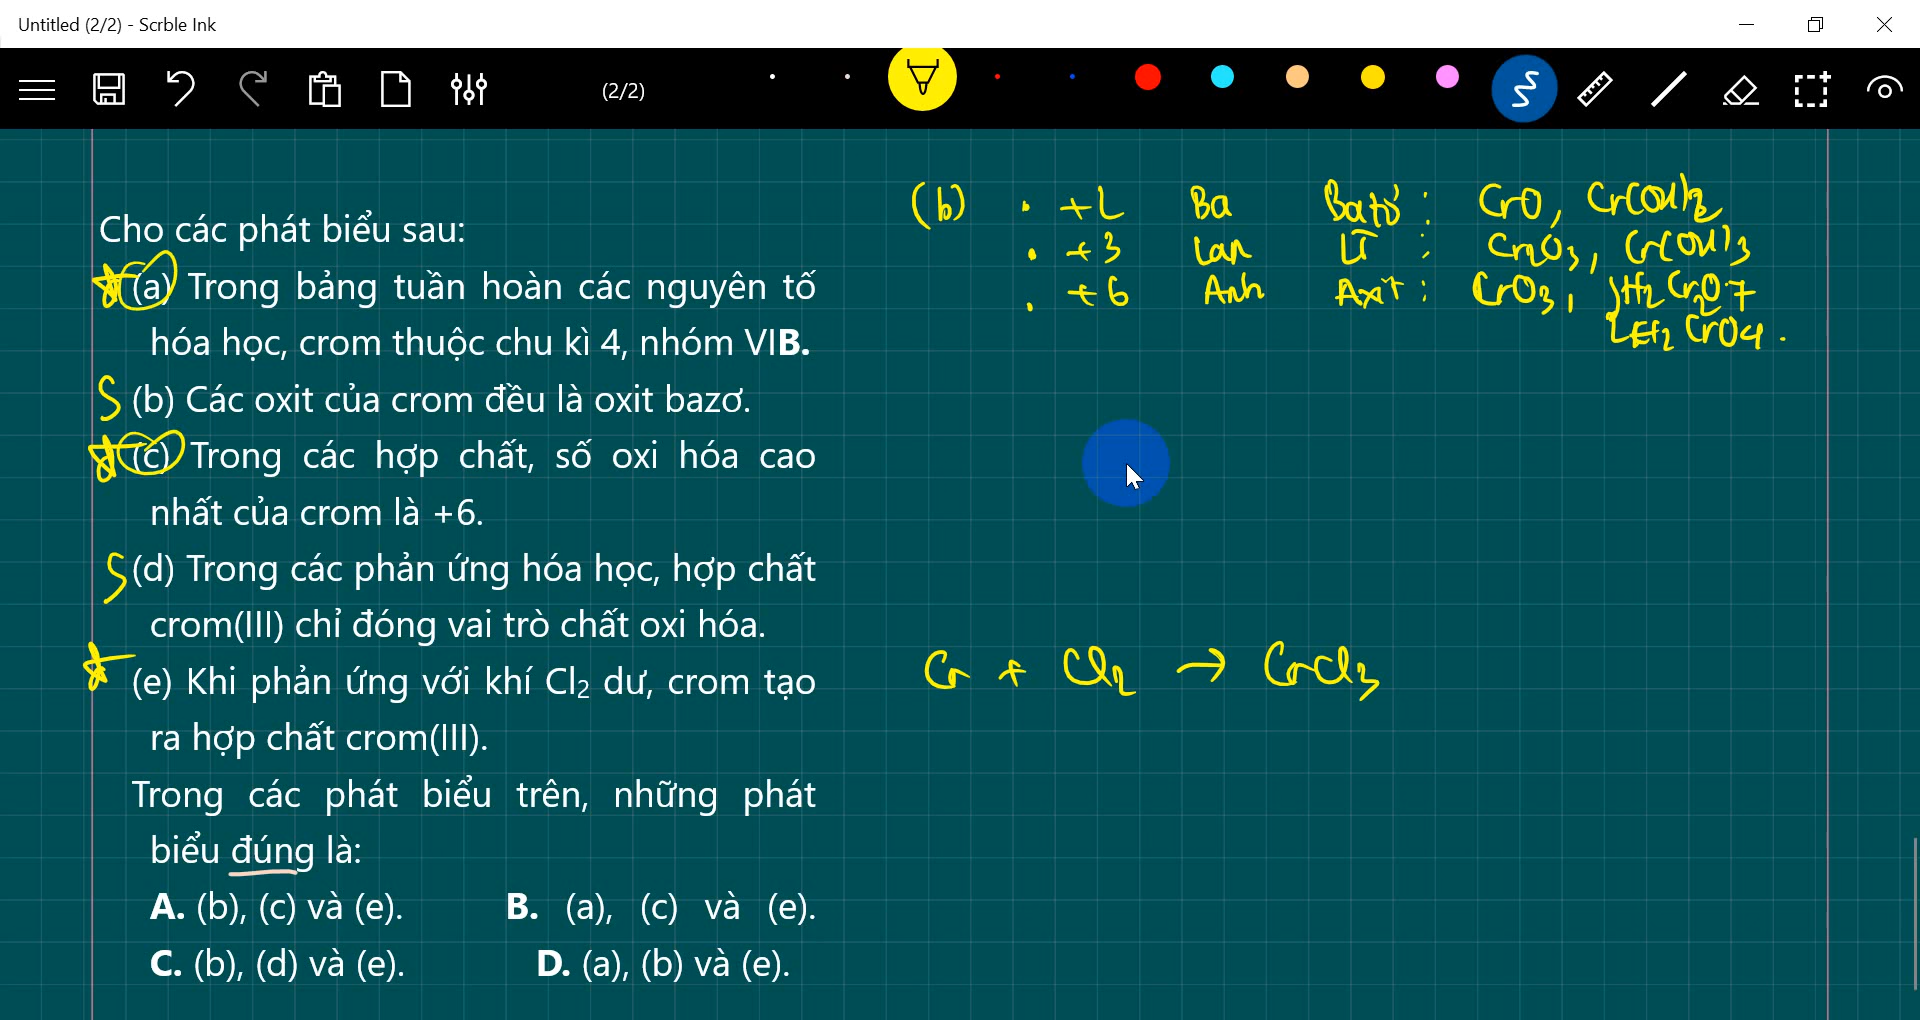 Untitled (2/2) - Scrble Ink
(2/2)
Cho các phát biểu sau:
(a) Trong bảng tuần hoàn các nguyên tố
hóa học, crom thuộc chu kì 4, nhóm VIB.
S (b) Các oxit của crom đều là oxit bazơ.
(c) Trong các hợp chất, số oxi hóa cao
nhất của crom là +6.
S (d) Trong các phản ứng hóa học, hợp chất
crom(III) chỉ đóng vai trò chất oxi hóa.
(e) Khi phản ứng với khí Cl₂ dư, crom tạo
ra hợp chất crom(III).
Trong các phát biểu trên, những phát
biểu đúng là:
A. (b), (c) và (e). B. (a), (c) và (e).
C. (b), (d) và (e). D. (a), (b) và (e).
(b) · +2 Ba Bazơ : CrO, Cr(OH)₂
· +3 Lan LT : Cr₂O₃, Cr(OH)₃
· +6 Anh Axit : CrO₃, H₂Cr₂O₇
H₂CrO₄.
Cr + Cl₂ → CrCl₃